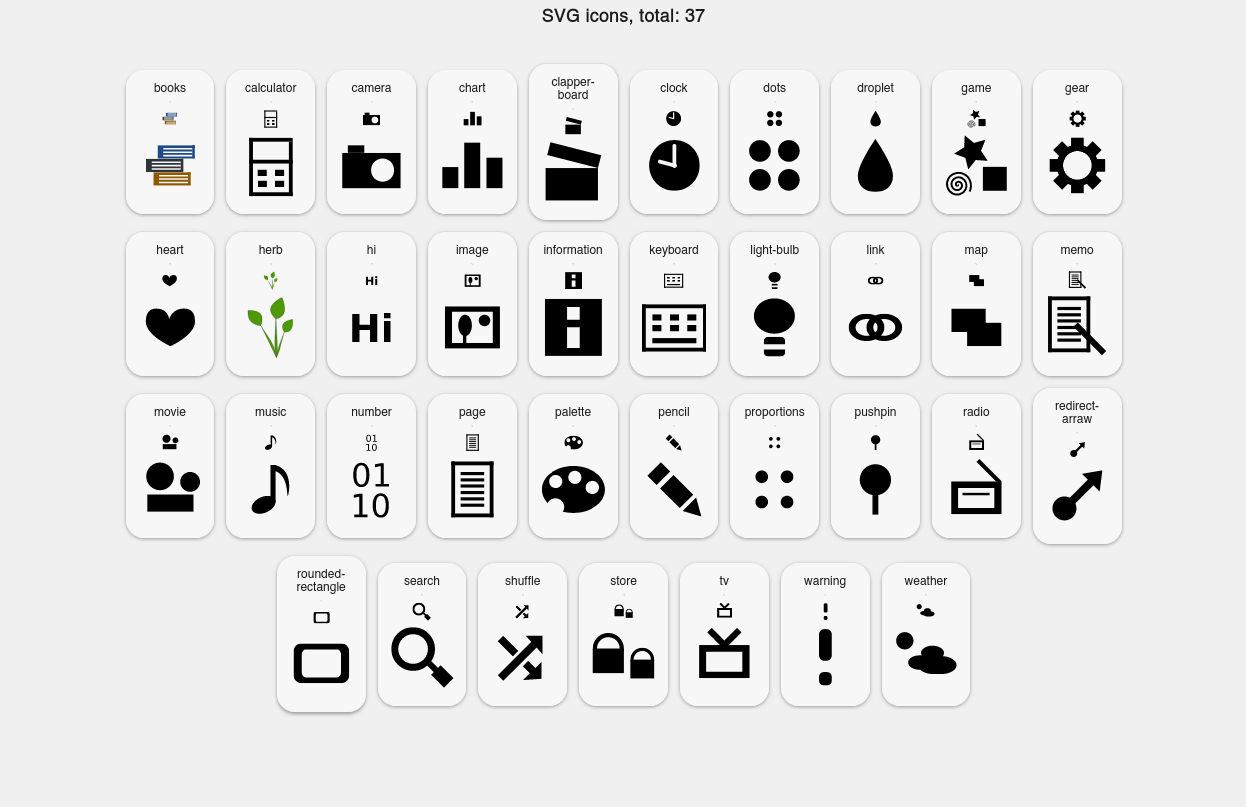 SVG icons, total: 37
books
calculator
camera
chart
clapper-
board
clock
dots
droplet
game
gear
heart
herb
hi
image
information
keyboard
light-bulb
link
map
memo
Hi
Hi
movie
music
number
page
palette
pencil
proportions
pushpin
radio
redirect-
arraw
01
10
01
10
rounded-
rectangle
search
shuffle
store
tv
warning
weather